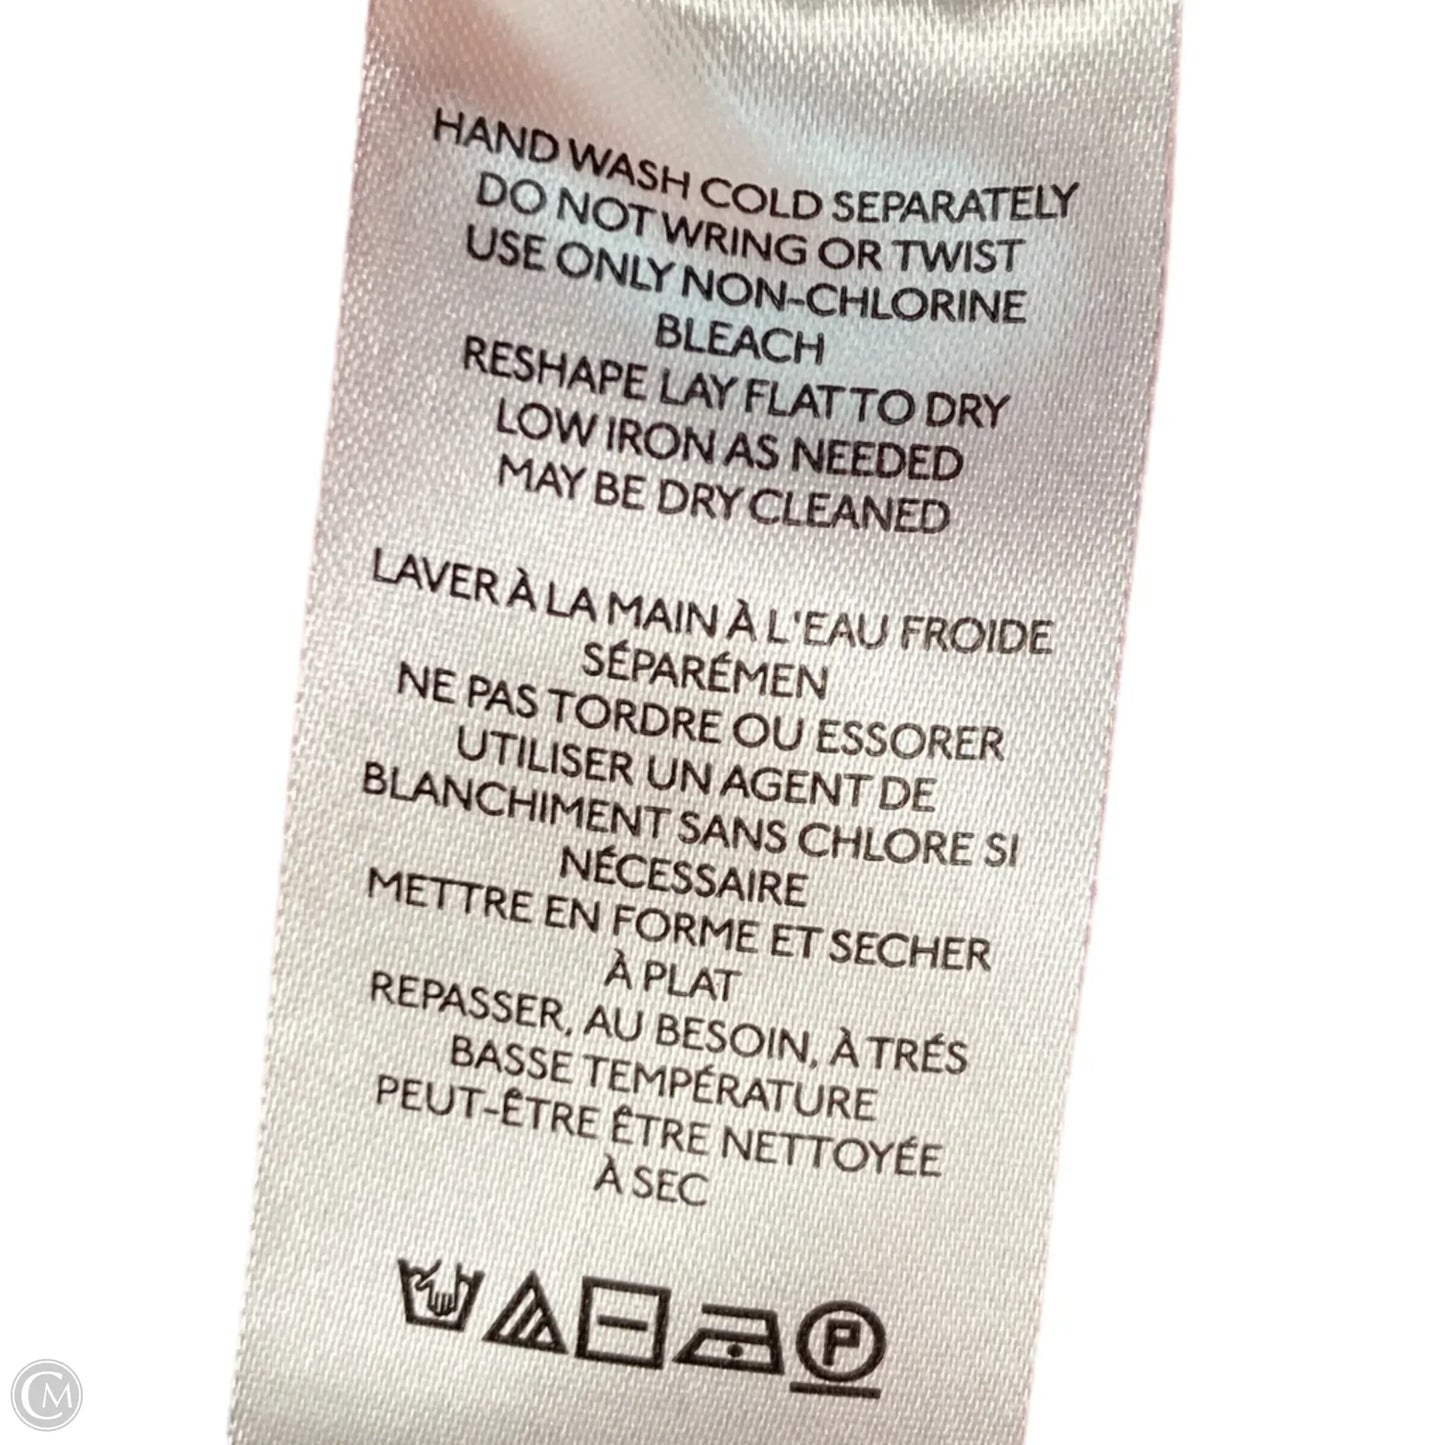 HAND WASH COLD SEPARATELY
DO NOT WRING OR TWIST
USE ONLY NON-CHLORINE
BLEACH
RESHAPE LAY FLAT TO DRY
LOW IRON AS NEEDED
MAY BE DRY CLEANED
LAVER À LA MAIN À L'EAU FROIDE
SÉPARÉMEN
NE PAS TORDRE OU ESSORER
UTILISER UN AGENT DE
BLANCHIMENT SANS CHLORE SI
NÉCESSAIRE
METTRE EN FORME ET SECHER
À PLAT
REPASSER, AU BESOIN, À TRÉS
BASSE TEMPÉRATURE
PEUT-ÊTRE ÊTRE NETTOYÉE
À SEC
P
CM